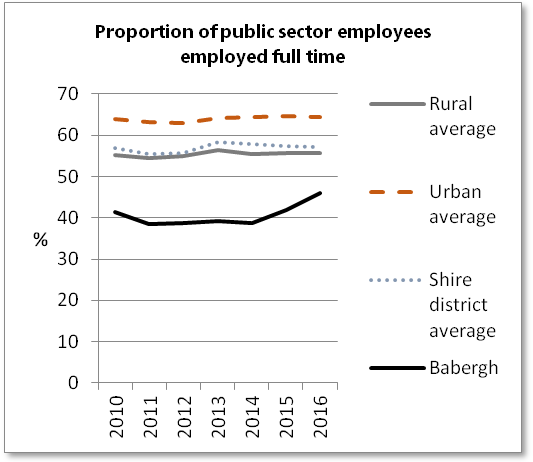 Proportion of public sector employees
employed full time
70
60
50
40
30
20
10
0
%
2010
2011
2012
2013
2014
2015
2016
Rural
average
Urban
average
Shire
district
average
Babergh